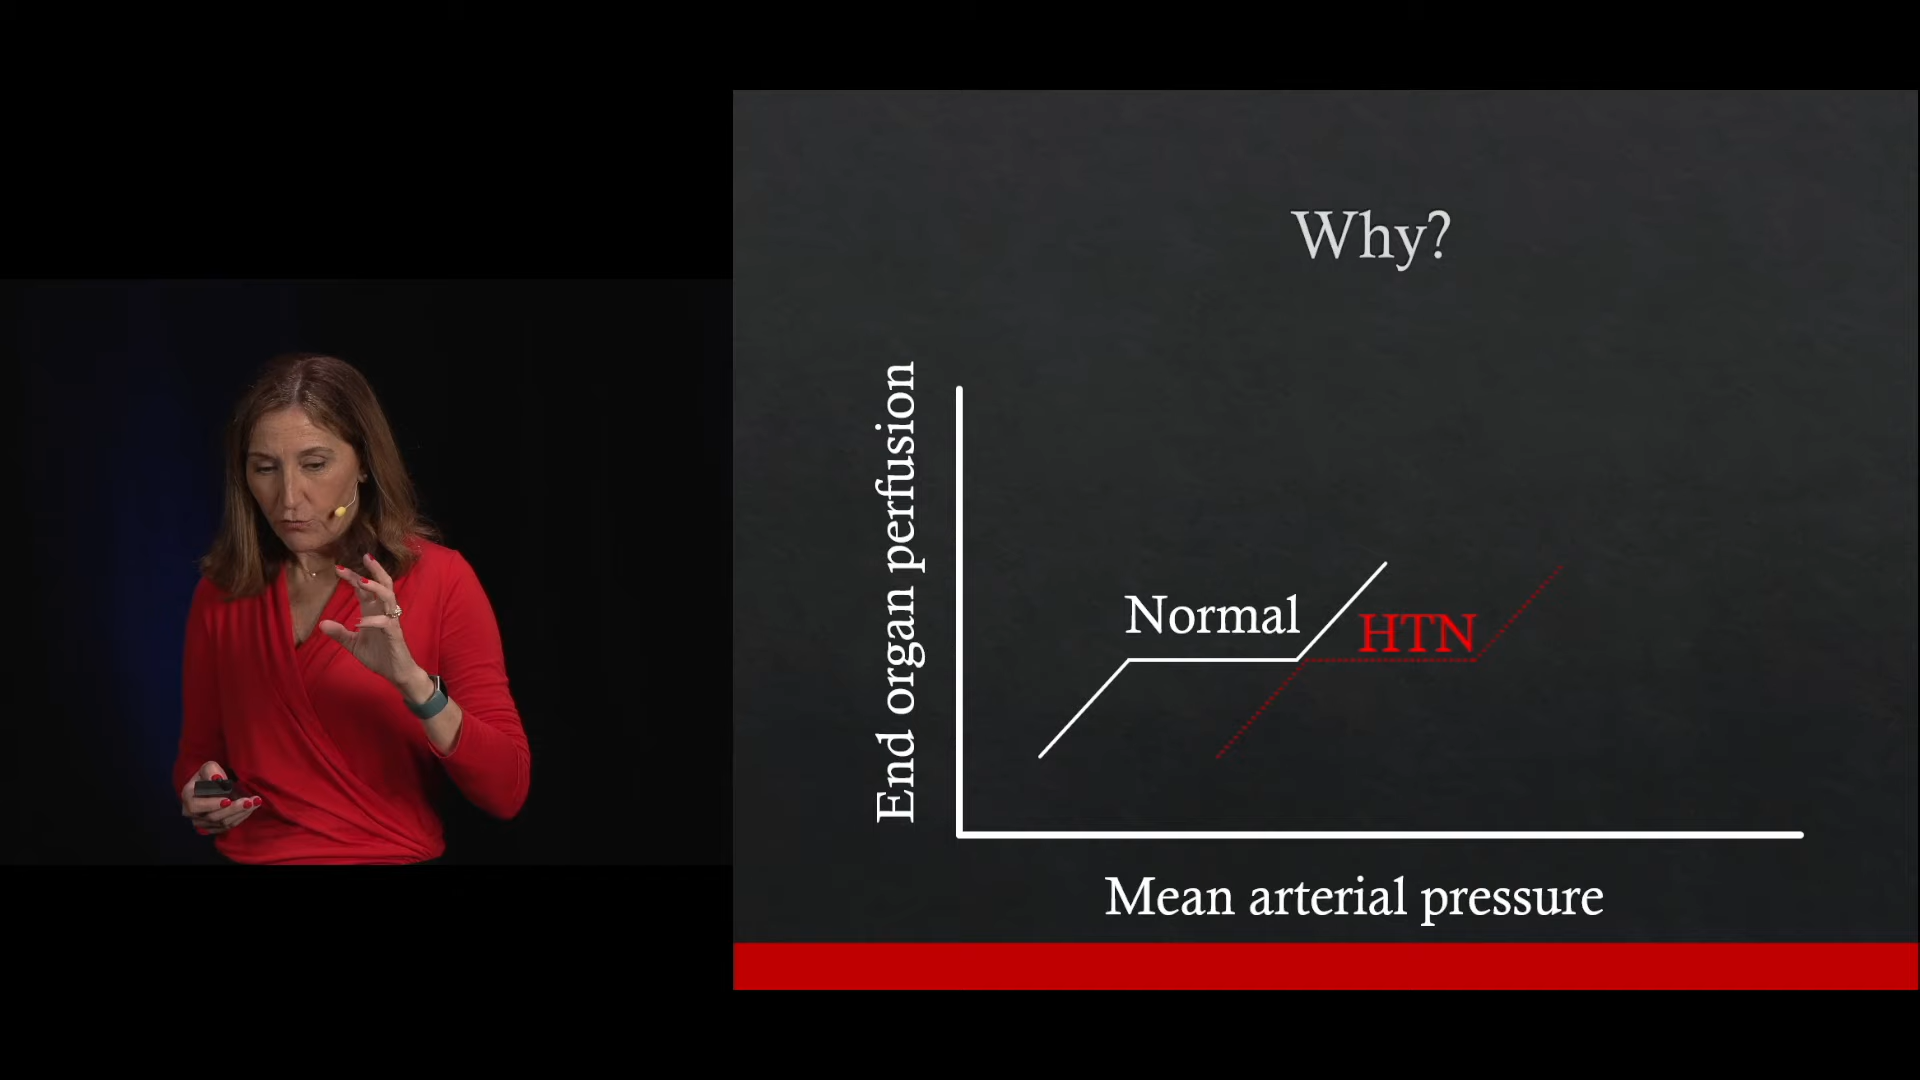 Why?
End organ perfusion
Normal
HTN
Mean arterial pressure